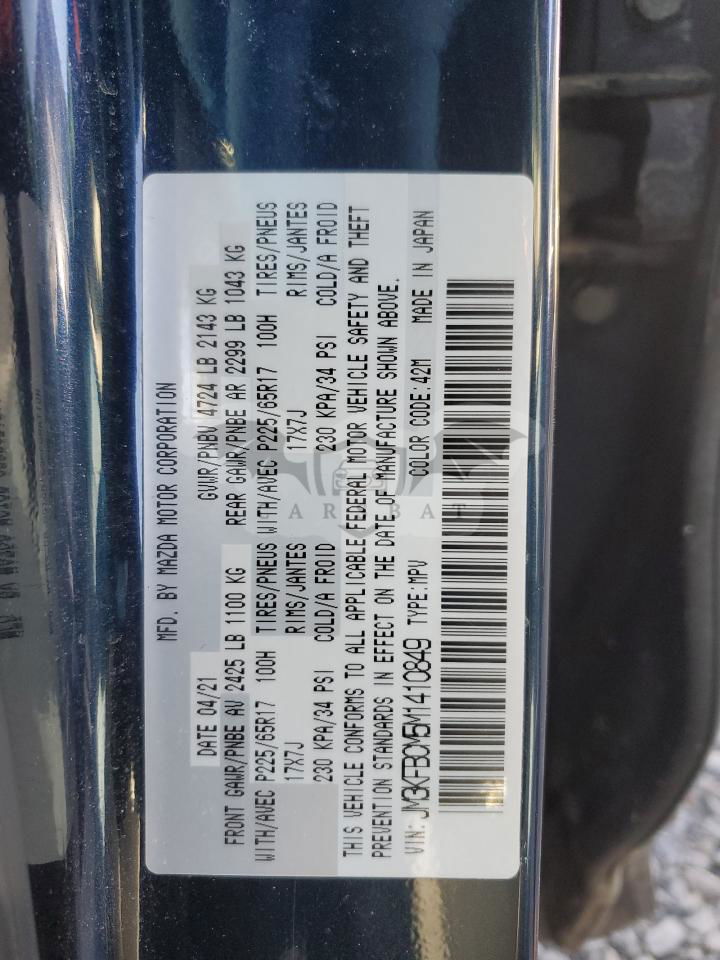 MFD. BY MAZDA MOTOR CORPORATION
DATE 04/21 GVWR/PNBV 4724 LB 2143 KG
FRONT GAWR/PNBE AV 2425 LB 1100 KG REAR GAWR/PNBE AR 2299 LB 1043 KG
WITH/AVEC P225/65R17 100H TIRES/PNEUS WITH/AVEC P225/65R17 100H TIRES/PNEUS
17X7J RIMS/JANTES 17X7J RIMS/JANTES
230 KPA/34 PSI COLD/A FROID 230 KPA/34 PSI COLD/A FROID
THIS VEHICLE CONFORMS TO ALL APPLICABLE FEDERAL MOTOR VEHICLE SAFETY AND THEFT
PREVENTION STANDARDS IN EFFECT ON THE DATE OF MANUFACTURE SHOWN ABOVE.
VIN:JM3KFBCM5M1410849 TYPE:MPV COLOR CODE:42M MADE IN JAPAN